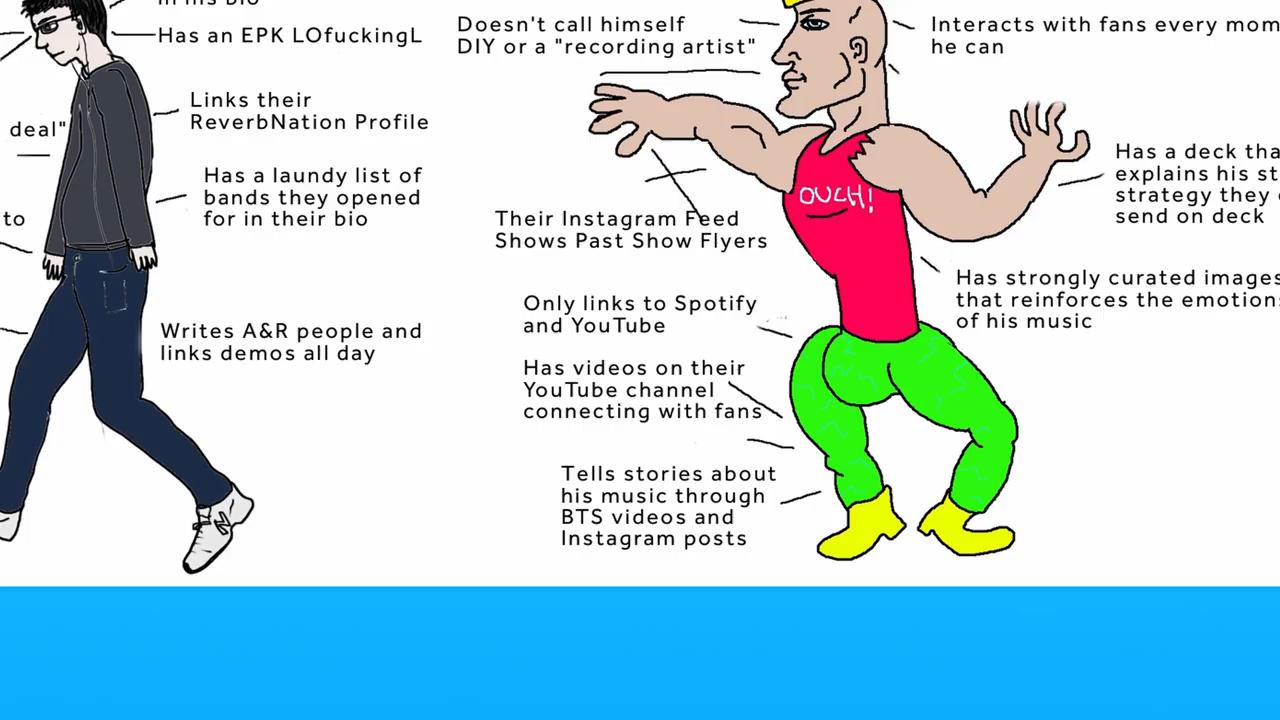 in his bio
Has an EPK LOfuckingL
Links their
ReverbNation Profile
deal"
Has a laundy list of
bands they opened
for in their bio
to
Writes A&R people and
links demos all day
Doesn't call himself
DIY or a "recording artist"
Their Instagram Feed
Shows Past Show Flyers
Only links to Spotify
and YouTube
Has videos on their
YouTube channel
connecting with fans
Tells stories about
his music through
BTS videos and
Instagram posts
OUCH!
Interacts with fans every mom
he can
Has a deck tha
explains his st
strategy they
send on deck
Has strongly curated images
that reinforces the emotion
of his music